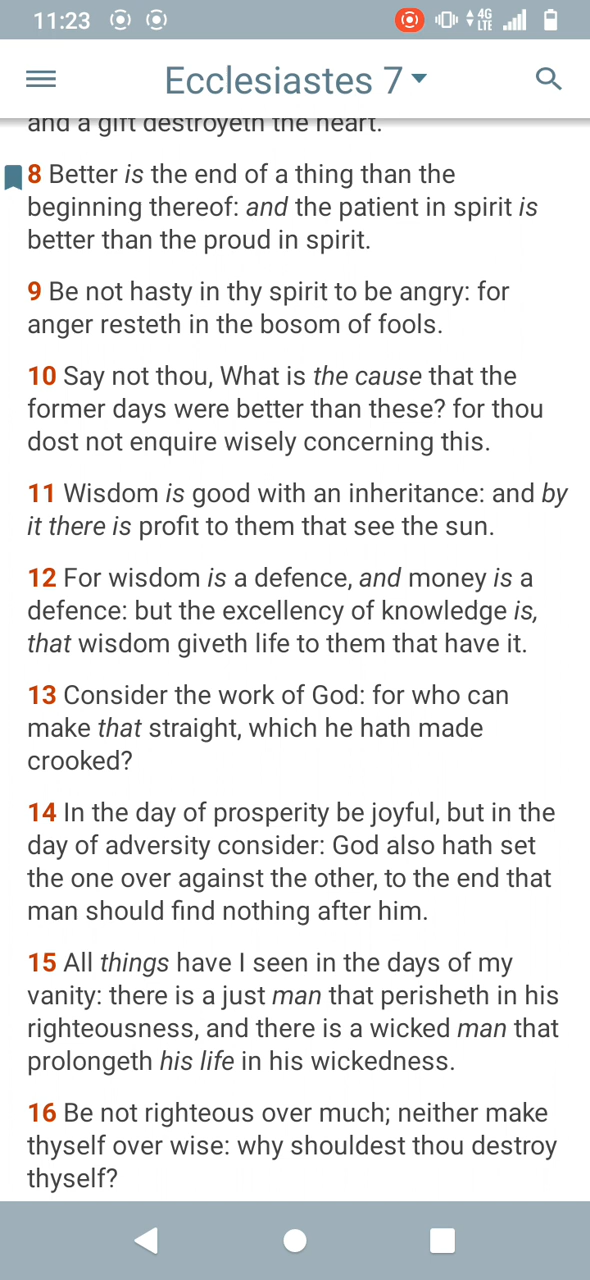 11:23
4G
LTE
Ecclesiastes 7
and a gift destroyeth the heart.
8 Better is the end of a thing than the
beginning thereof: and the patient in spirit is
better than the proud in spirit.
9 Be not hasty in thy spirit to be angry: for
anger resteth in the bosom of fools.
10 Say not thou, What is the cause that the
former days were better than these? for thou
dost not enquire wisely concerning this.
11 Wisdom is good with an inheritance: and by
it there is profit to them that see the sun.
12 For wisdom is a defence, and money is a
defence: but the excellency of knowledge is,
that wisdom giveth life to them that have it.
13 Consider the work of God: for who can
make that straight, which he hath made
crooked?
14 In the day of prosperity be joyful, but in the
day of adversity consider: God also hath set
the one over against the other, to the end that
man should find nothing after him.
15 All things have I seen in the days of my
vanity: there is a just man that perisheth in his
righteousness, and there is a wicked man that
prolongeth his life in his wickedness.
16 Be not righteous over much; neither make
thyself over wise: why shouldest thou destroy
thyself?